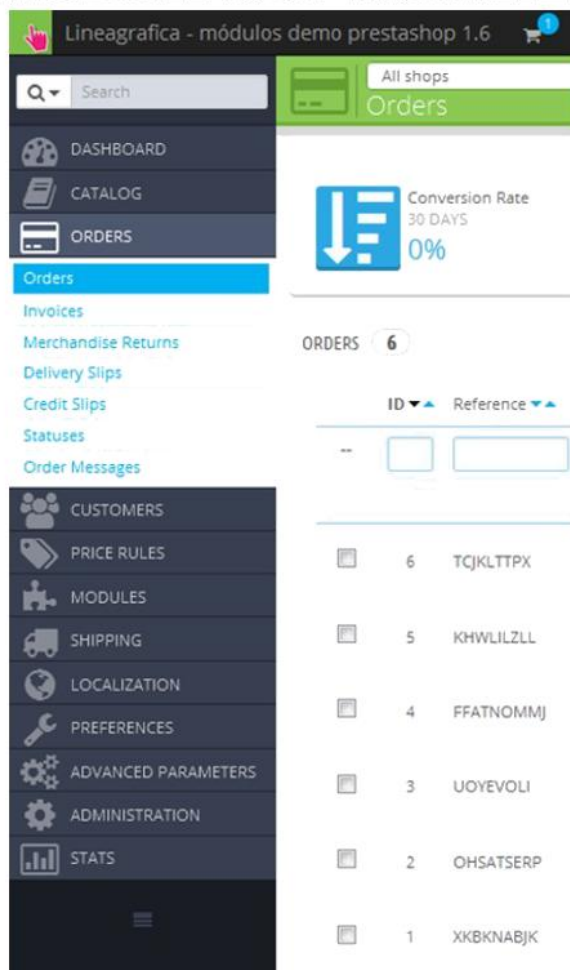 Lineagrafica - módulos demo prestashop 1.6
1
Search
All shops
Orders
DASHBOARD
CATALOG
ORDERS
Orders
Invoices
Merchandise Returns
Delivery Slips
Credit Slips
Statuses
Order Messages
CUSTOMERS
PRICE RULES
MODULES
SHIPPING
LOCALIZATION
PREFERENCES
ADVANCED PARAMETERS
ADMINISTRATION
STATS
Conversion Rate
30 DAYS
0%
ORDERS 6
ID Reference
--
6 TCJKLTTPX
5 KHWLILZLL
4 FFATNOMMJ
3 UOYEVOLI
2 OHSATSERP
1 XKBKNABJK